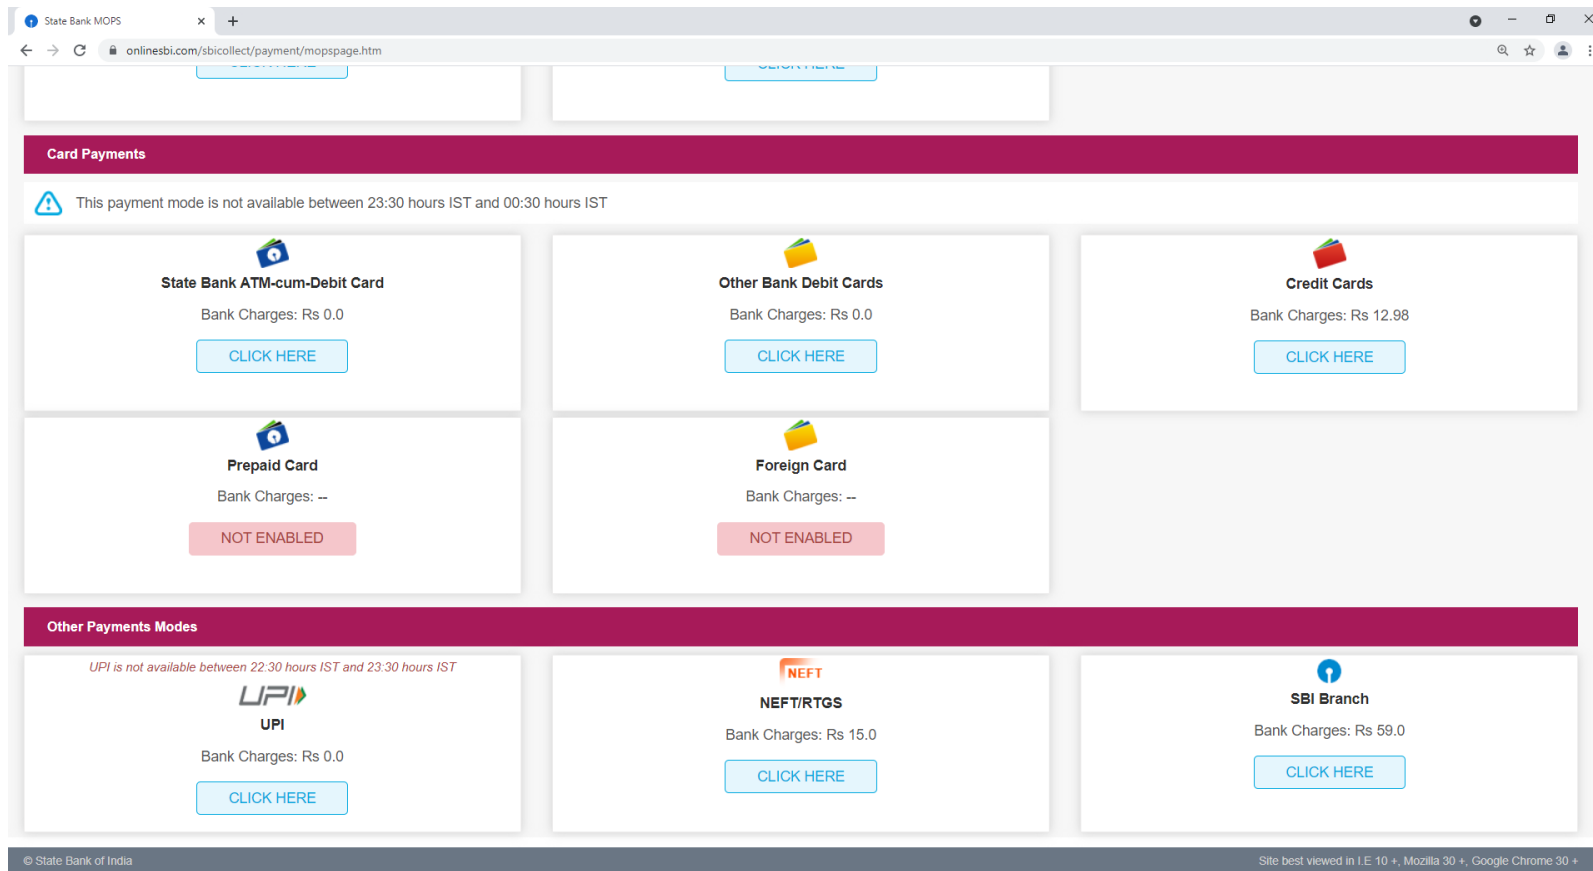 State Bank MOPS
onlinesbi.com/sbicollect/payment/mopspage.htm
CLICK HERE
CLICK HERE
Card Payments
This payment mode is not available between 23:30 hours IST and 00:30 hours IST
State Bank ATM-cum-Debit Card
Bank Charges: Rs 0.0
CLICK HERE
Other Bank Debit Cards
Bank Charges: Rs 0.0
CLICK HERE
Credit Cards
Bank Charges: Rs 12.98
CLICK HERE
Prepaid Card
Bank Charges: --
NOT ENABLED
Foreign Card
Bank Charges: --
NOT ENABLED
Other Payments Modes
UPI is not available between 22:30 hours IST and 23:30 hours IST
UPI
UPI
Bank Charges: Rs 0.0
CLICK HERE
NEFT
NEFT/RTGS
Bank Charges: Rs 15.0
CLICK HERE
SBI Branch
Bank Charges: Rs 59.0
CLICK HERE
© State Bank of India
Site best viewed in I.E 10 +, Mozilla 30 +, Google Chrome 30 +